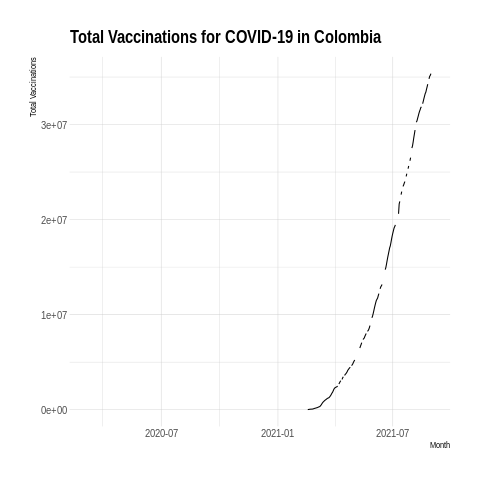 Total Vaccinations for COVID-19 in Colombia
Total Vaccinations
3e+07
2e+07
1e+07
0e+00
2020-07
2021-01
2021-07
Month